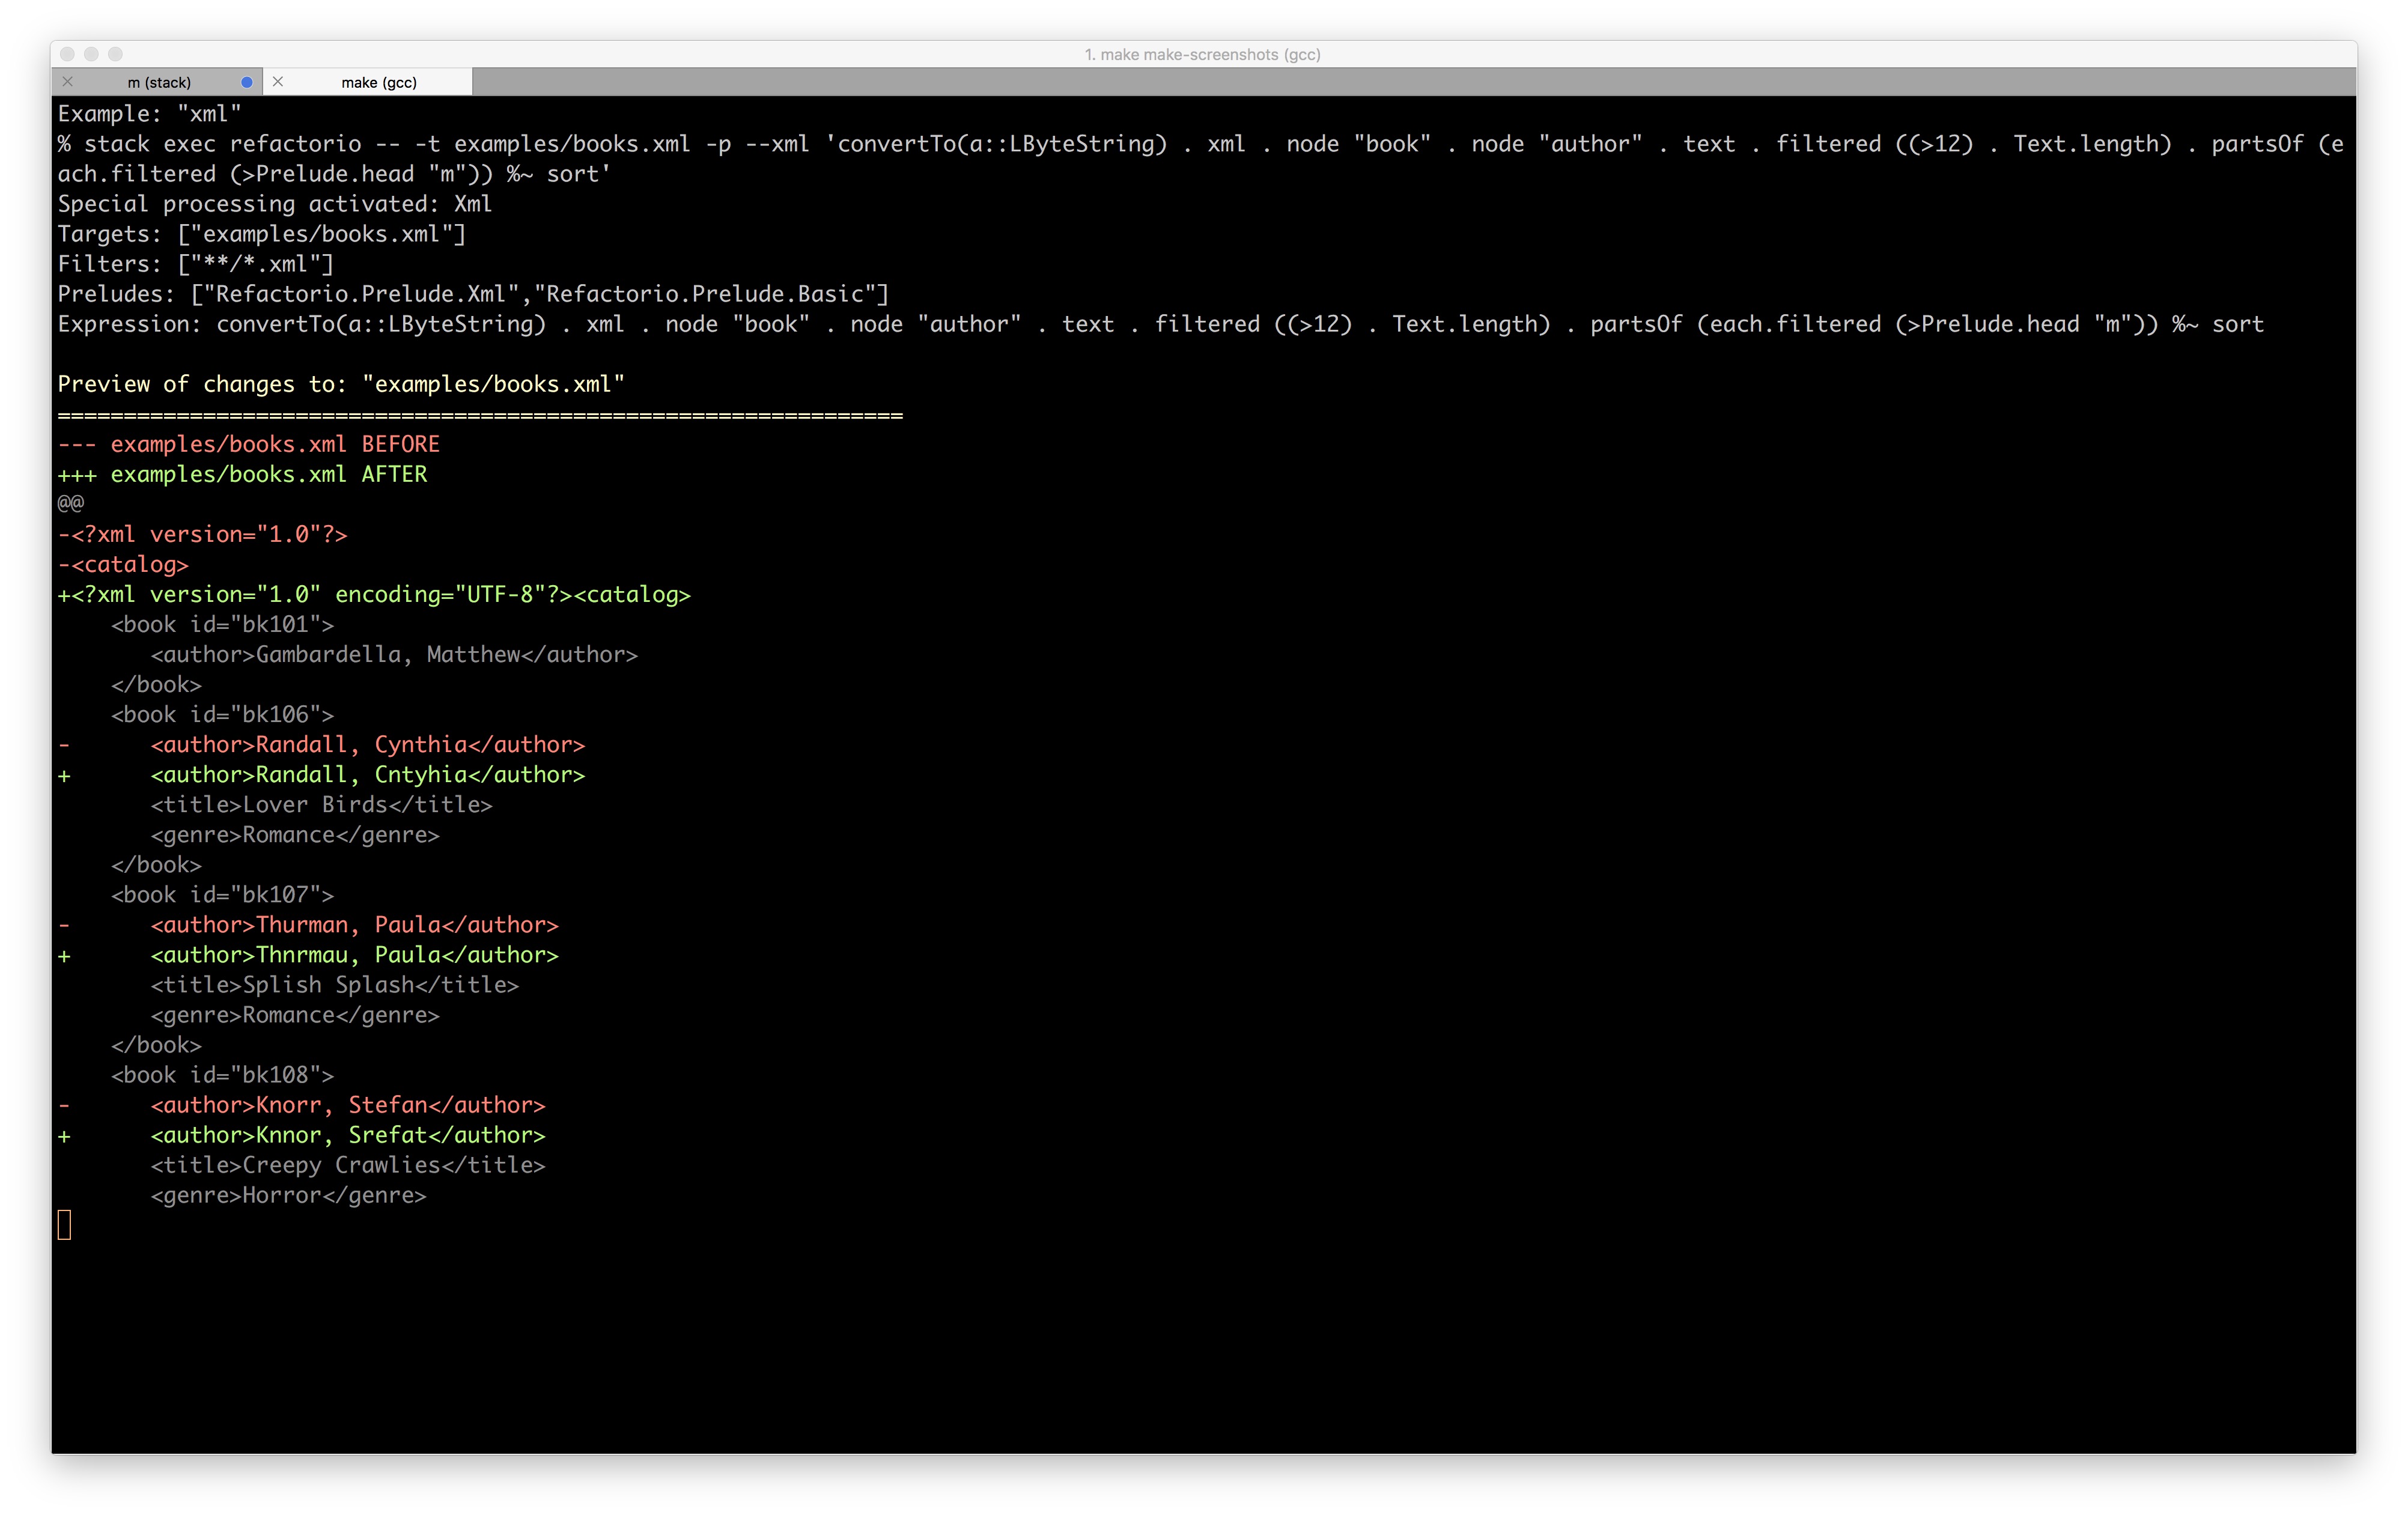 1. make make-screenshots (gcc)
m (stack)
make (gcc)
Example: "xml"
% stack exec refactorio -- -t examples/books.xml -p --xml 'convertTo(a::LByteString) . xml . node "book" . node "author" . text . filtered ((>12) . Text.length) . partsOf (e
ach.filtered (>Prelude.head "m")) %~ sort'
Special processing activated: Xml
Targets: ["examples/books.xml"]
Filters: ["**/*.xml"]
Preludes: ["Refactorio.Prelude.Xml","Refactorio.Prelude.Basic"]
Expression: convertTo(a::LByteString) . xml . node "book" . node "author" . text . filtered ((>12) . Text.length) . partsOf (each.filtered (>Prelude.head "m")) %~ sort

Preview of changes to: "examples/books.xml"
================================================================
--- examples/books.xml BEFORE
+++ examples/books.xml AFTER
@@
-<?xml version="1.0"?>
-<catalog>
+<?xml version="1.0" encoding="UTF-8"?><catalog>
    <book id="bk101">
       <author>Gambardella, Matthew</author>
    </book>
    <book id="bk106">
-      <author>Randall, Cynthia</author>
+      <author>Randall, Cntyhia</author>
       <title>Lover Birds</title>
       <genre>Romance</genre>
    </book>
    <book id="bk107">
-      <author>Thurman, Paula</author>
+      <author>Thnrmau, Paula</author>
       <title>Splish Splash</title>
       <genre>Romance</genre>
    </book>
    <book id="bk108">
-      <author>Knorr, Stefan</author>
+      <author>Knnor, Srefat</author>
       <title>Creepy Crawlies</title>
       <genre>Horror</genre>